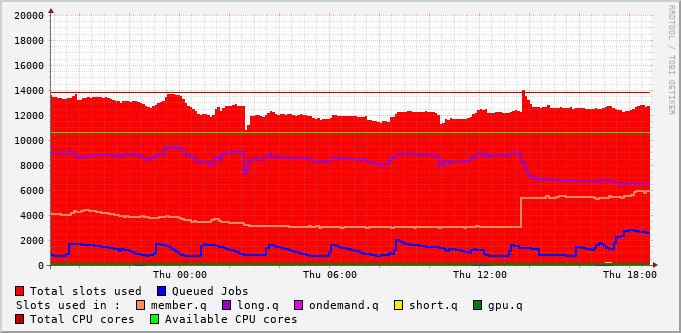 RRDTOOL / TOBI OETIKER
20000
18000
16000
14000
12000
10000
8000
6000
4000
2000
0
Thu 00:00 Thu 06:00 Thu 12:00 Thu 18:00
Total slots used Queued Jobs
Slots used in : member.q long.q ondemand.q short.q gpu.q
Total CPU cores Available CPU cores